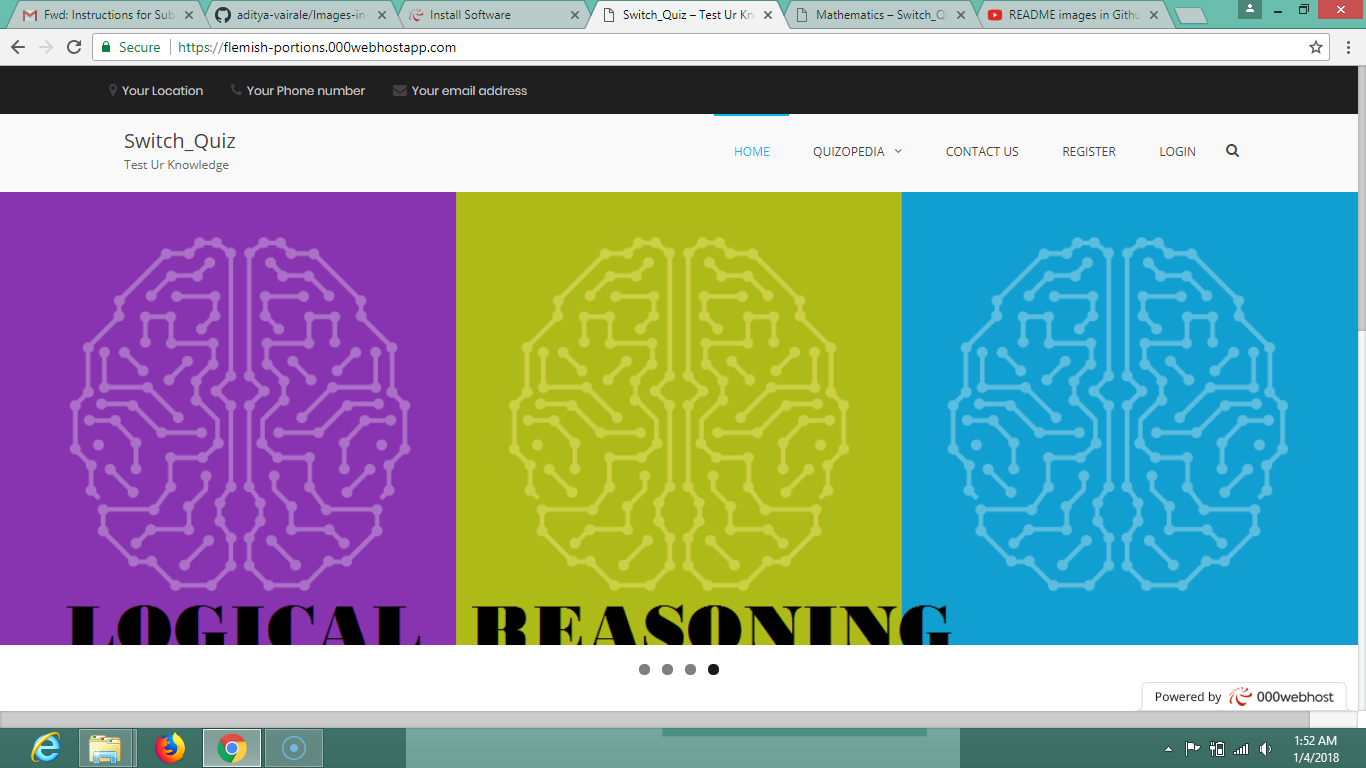 Fwd: Instructions for Sub
aditya-vairale/Images-in-
Install Software
Switch_Quiz – Test Ur Kn
Mathematics – Switch_Q
README images in Githu
Secure
https://flemish-portions.000webhostapp.com
Your Location
Your Phone number
Your email address
Switch_Quiz
Test Ur Knowledge
HOME
QUIZOPEDIA
CONTACT US
REGISTER
LOGIN
LOGICAL REASONING
Powered by 000webhost
1:52 AM
1/4/2018